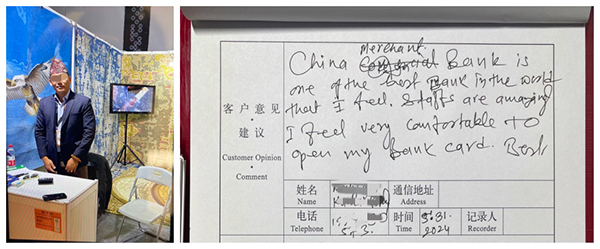 China Merchant Bank is
one of the best Bank in the world
that I feel. Staffs are amazing
I feel very comfortable to
open my Bank card. Best
客户意见
·
建议
Customer Opinion
·
Comment
姓名
Name
通信地址
Address
电话
Telephone
时间
Time
5.31.
2024
记录人
Recorder